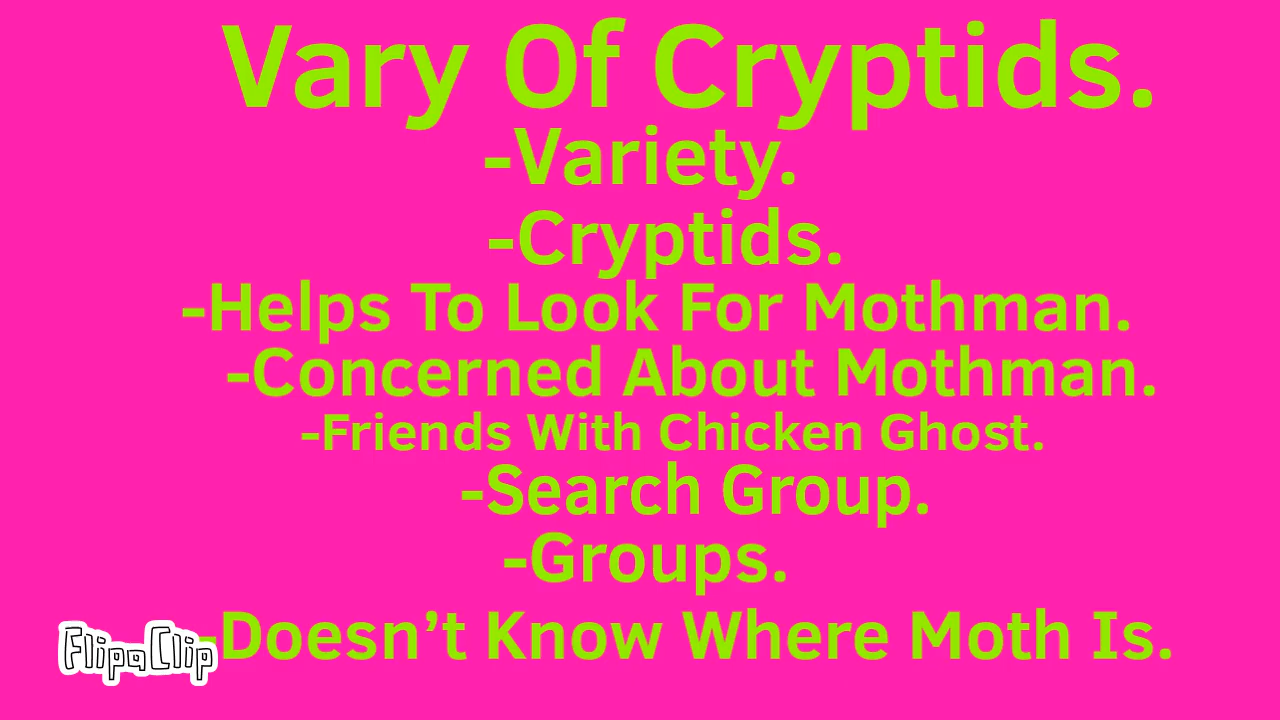 Vary Of Cryptids.
-Variety.
-Cryptids.
-Helps To Look For Mothman.
-Concerned About Mothman.
-Friends With Chicken Ghost.
-Search Group.
-Groups.
-Doesn’t Know Where Moth Is.
FlipaClip